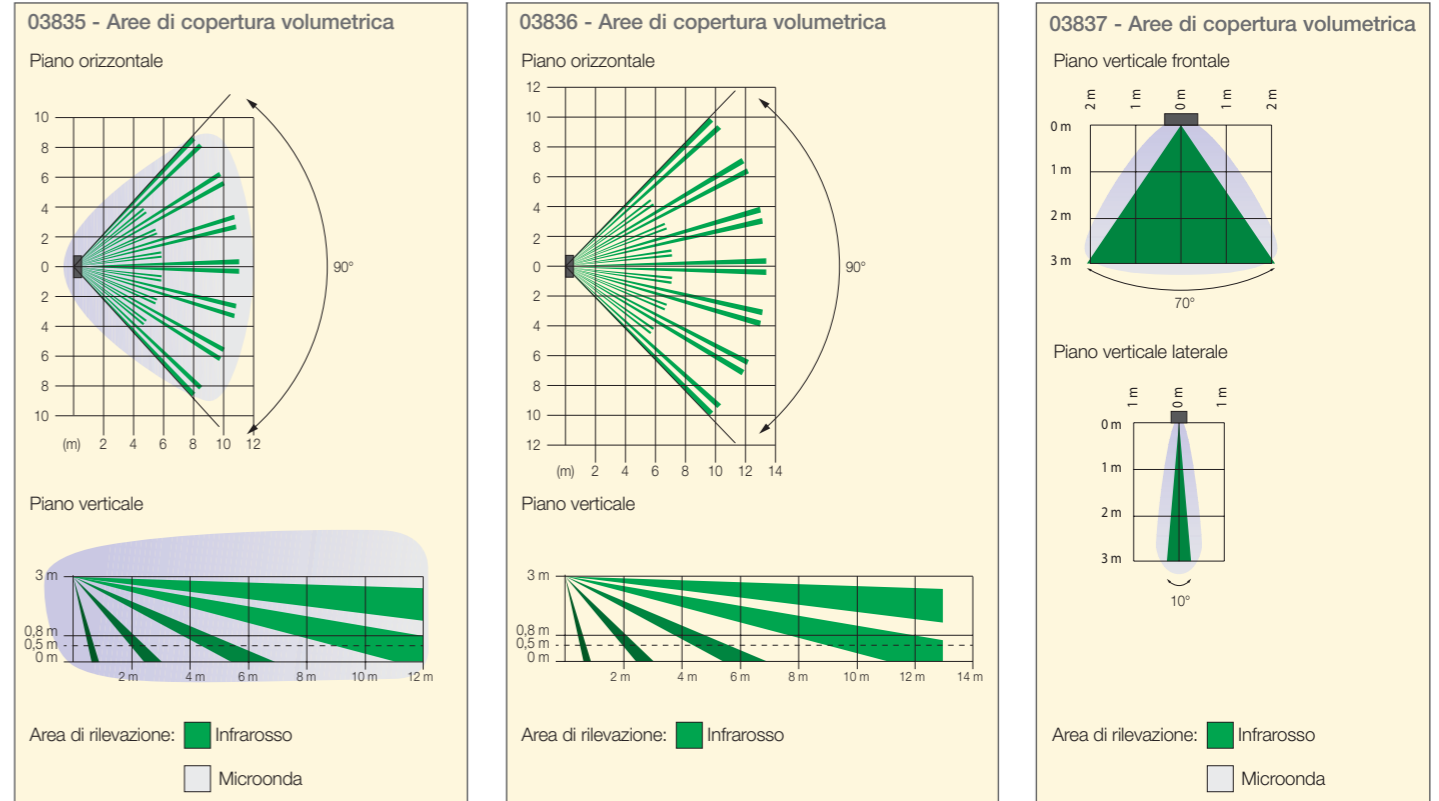 03835 - Aree di copertura volumetrica
Piano orizzontale
10
8
6
4
2
0
2
4
6
8
10
(m) 2 4 6 8 10 12
90°
Piano verticale
3 m
0,8 m
0,5 m
0 m
2 m 4 m 6 m 8 m 10 m 12 m
Area di rilevazione: Infrarosso
Microonda
03836 - Aree di copertura volumetrica
Piano orizzontale
12
10
8
6
4
2
0
2
4
6
8
10
12
(m) 2 4 6 8 10 12 14
90°
Piano verticale
3 m
0,8 m
0,5 m
0 m
2 m 4 m 6 m 8 m 10 m 12 m 14 m
Area di rilevazione: Infrarosso
03837 - Aree di copertura volumetrica
Piano verticale frontale
2 m 1 m 0 m 1 m 2 m
0 m
1 m
2 m
3 m
70°
Piano verticale laterale
1 m 0 m 1 m
0 m
1 m
2 m
3 m
10°
Area di rilevazione: Infrarosso
Microonda